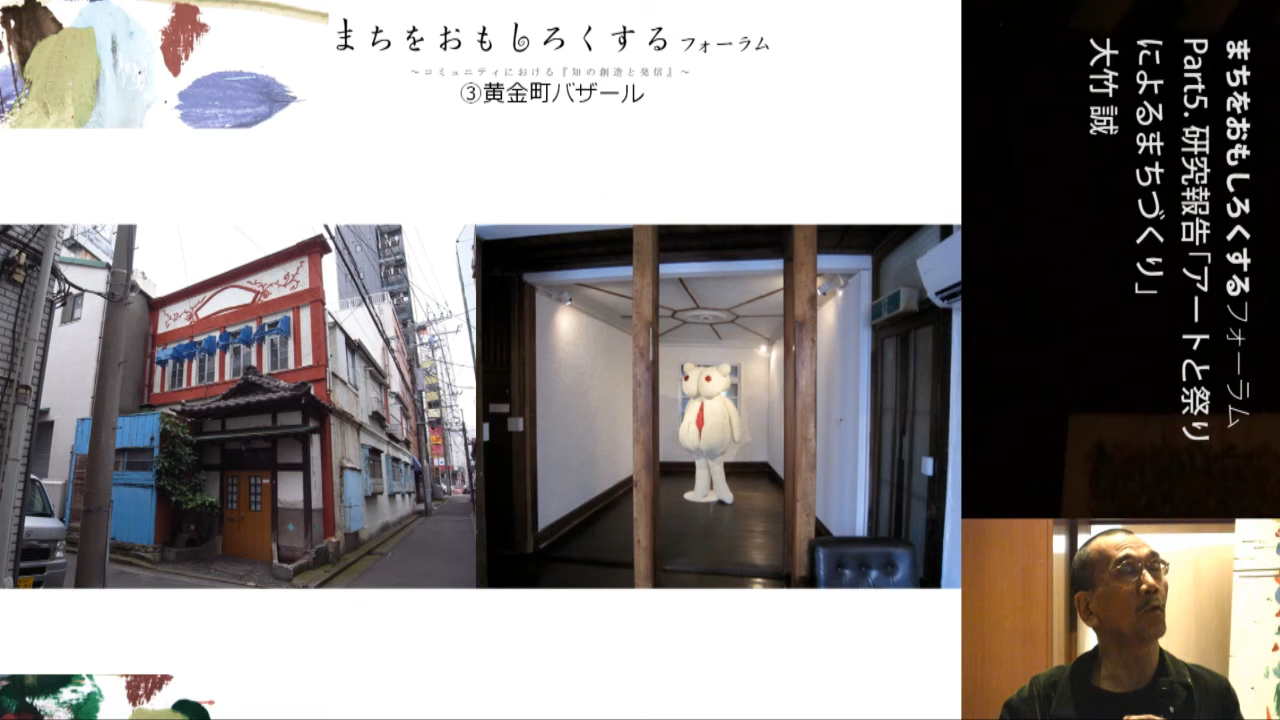 まちをおもしろくするフォーラム
～コミュニティにおける『知の創造と発信』～
③黄金町バザール
まちをおもしろくするフォーラム
Part5. 研究報告「アートと祭り
によるまちづくり」
大竹 誠